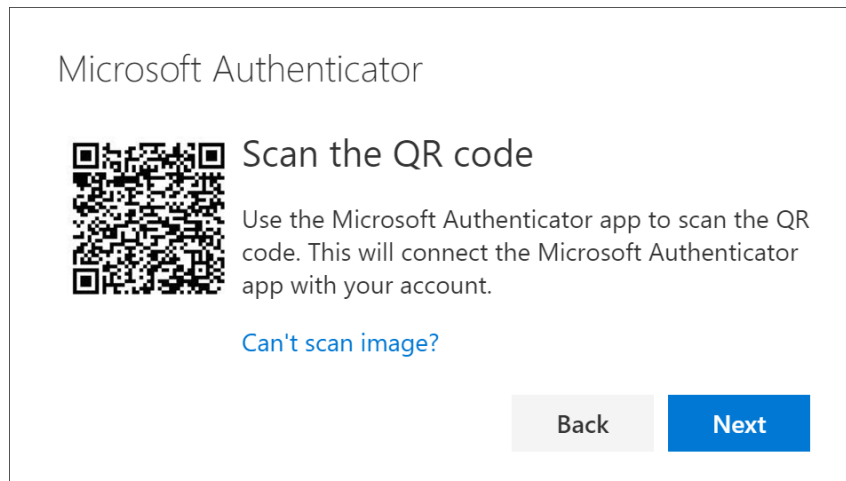 Microsoft Authenticator
Scan the QR code
Use the Microsoft Authenticator app to scan the QR
code. This will connect the Microsoft Authenticator
app with your account.
Can't scan image?
Back
Next